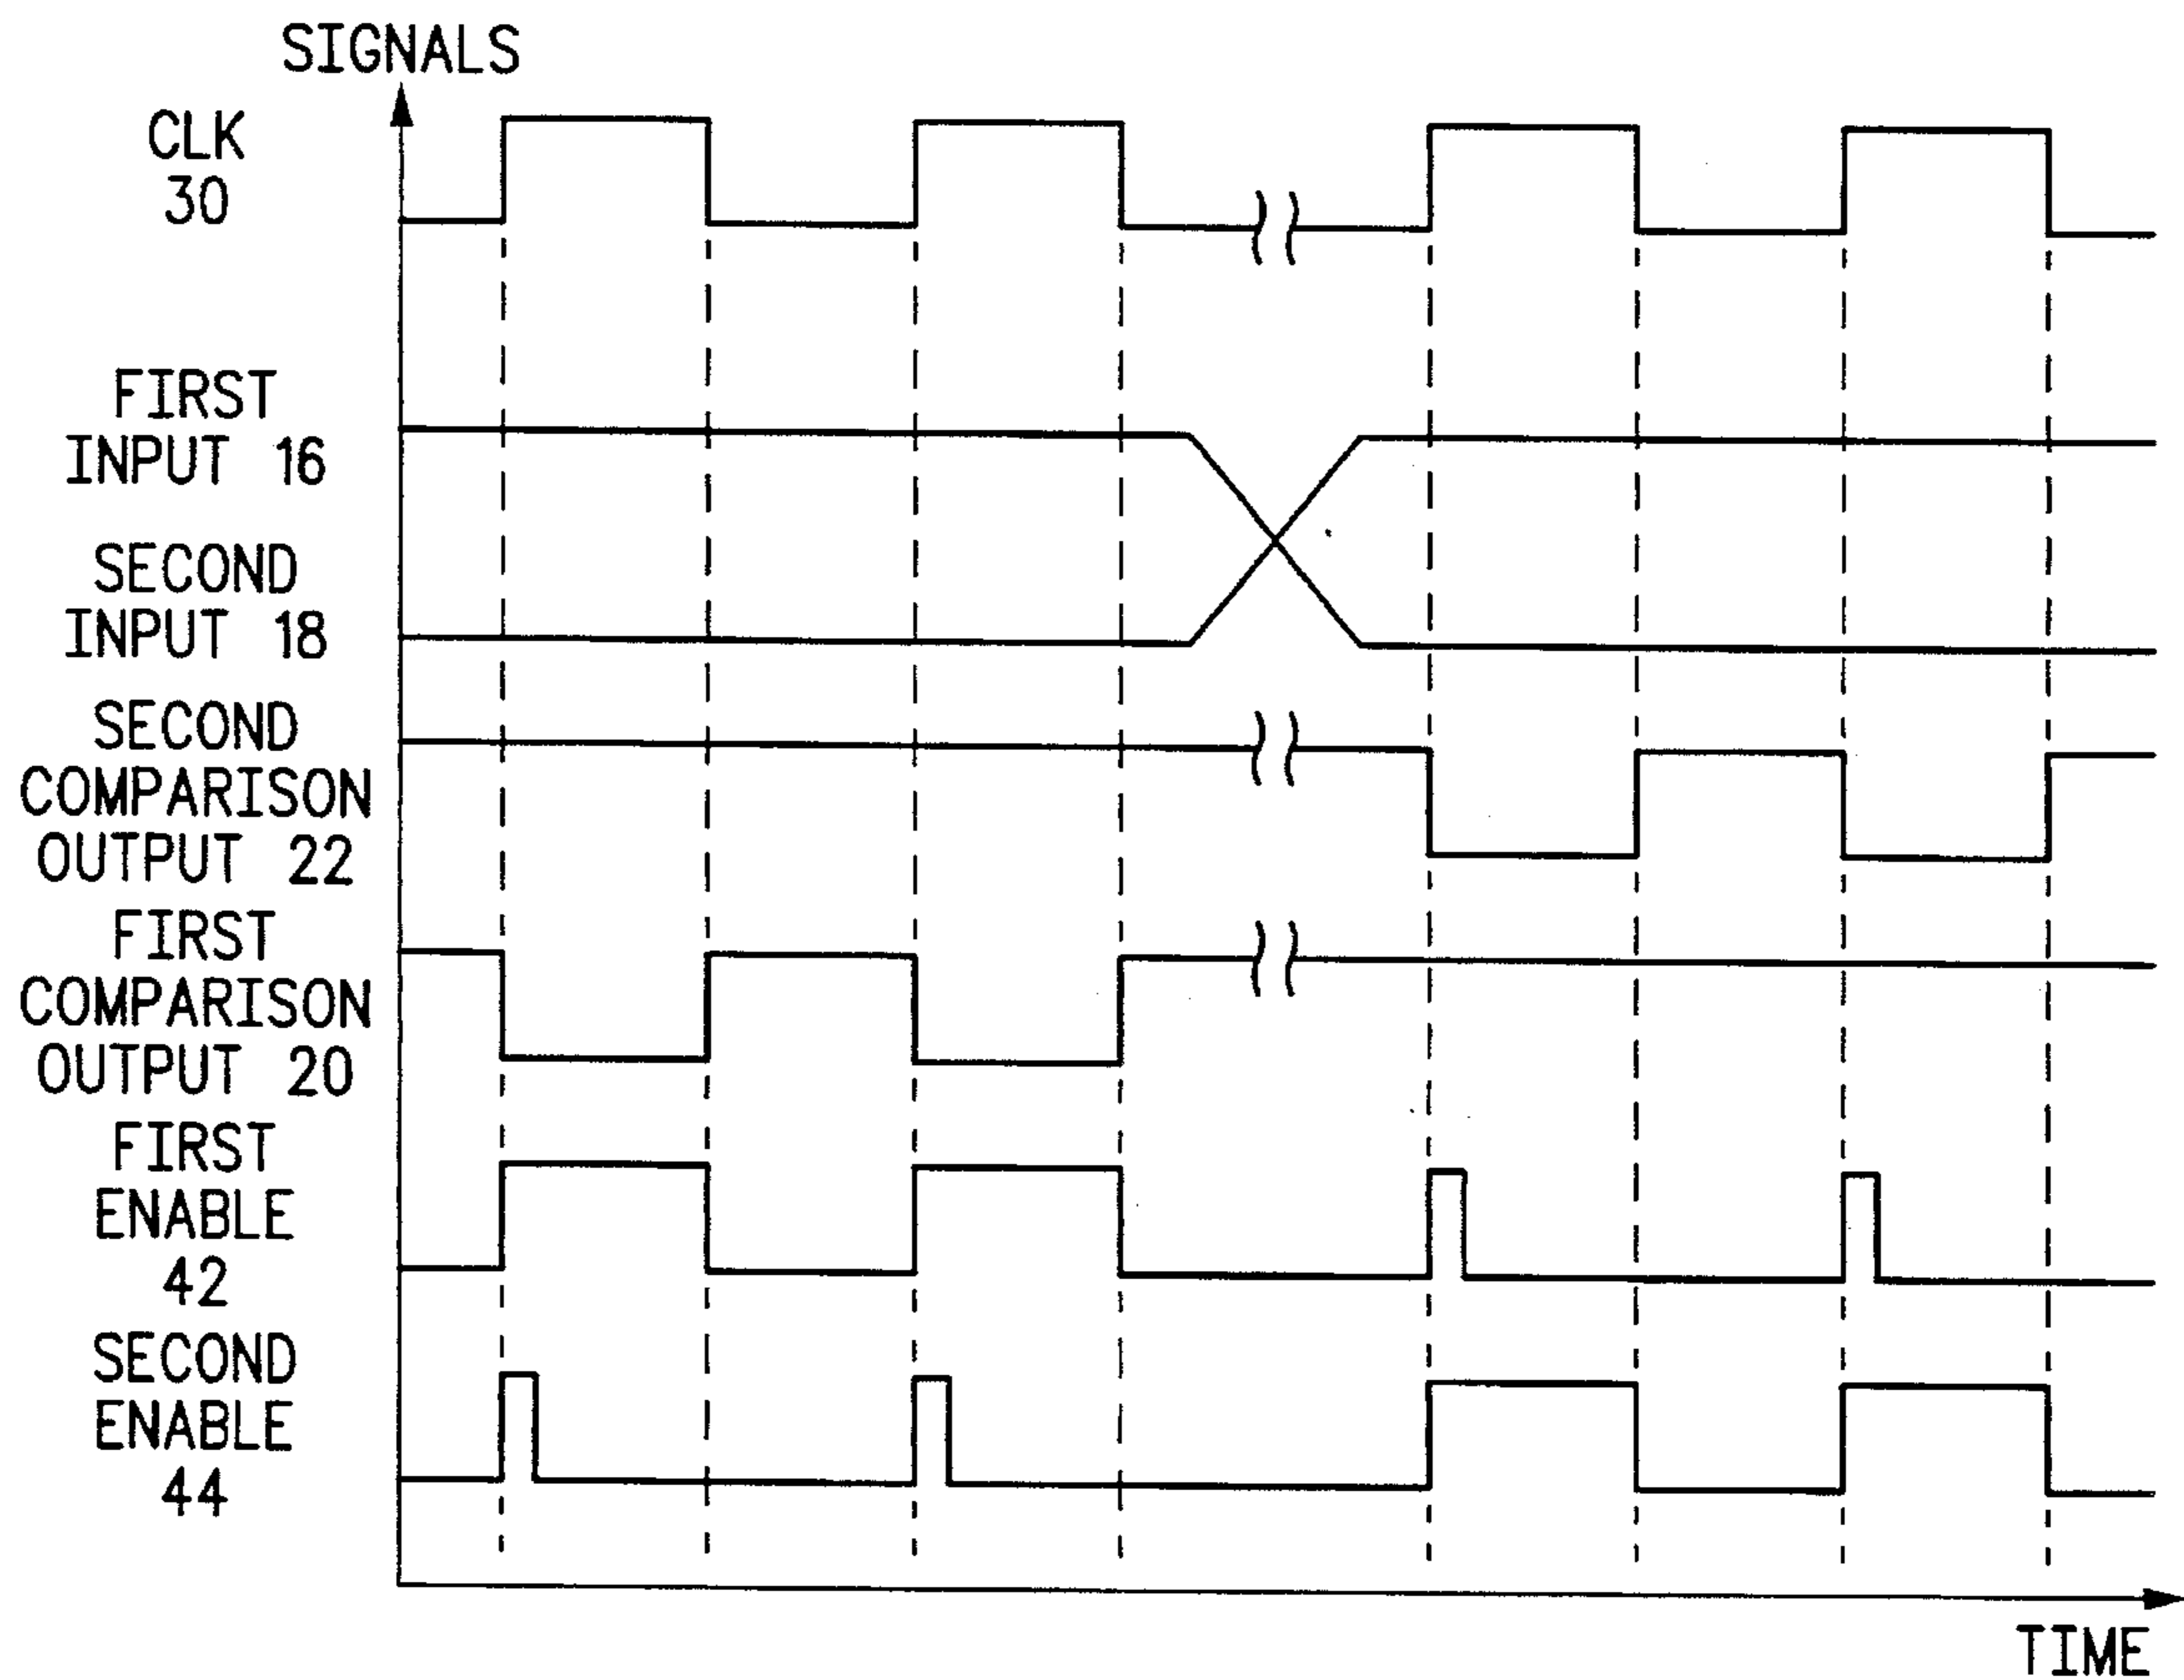 SIGNALS
CLK
30
FIRST
INPUT 16
SECOND
INPUT 18
SECOND
COMPARISON
OUTPUT 22
FIRST
COMPARISON
OUTPUT 20
FIRST
ENABLE
42
SECOND
ENABLE
44
TIME